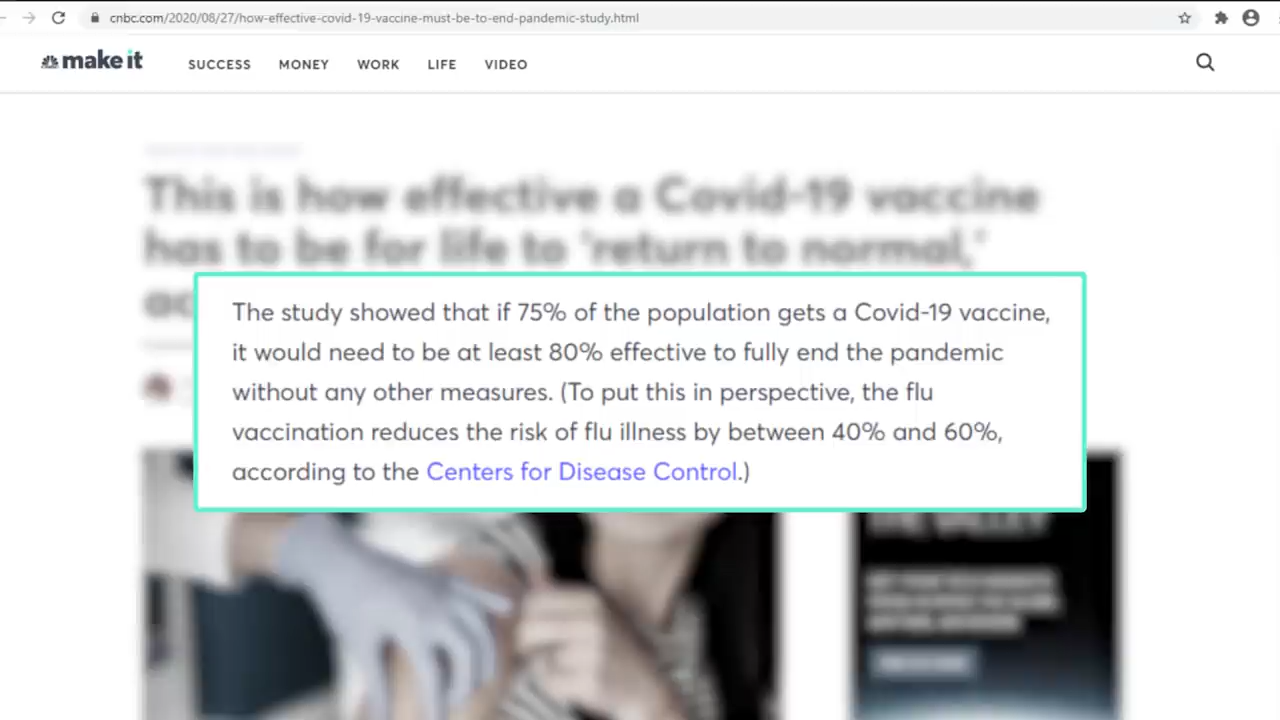 cnbc.com/2020/08/27/how-effective-covid-19-vaccine-must-be-to-end-pandemic-study.html
make it
SUCCESS MONEY WORK LIFE VIDEO
This is how effective a Covid-19 vaccine
has to be for life to 'return to normal,'
The study showed that if 75% of the population gets a Covid-19 vaccine,
it would need to be at least 80% effective to fully end the pandemic
without any other measures. (To put this in perspective, the flu
vaccination reduces the risk of flu illness by between 40% and 60%,
according to the Centers for Disease Control.)